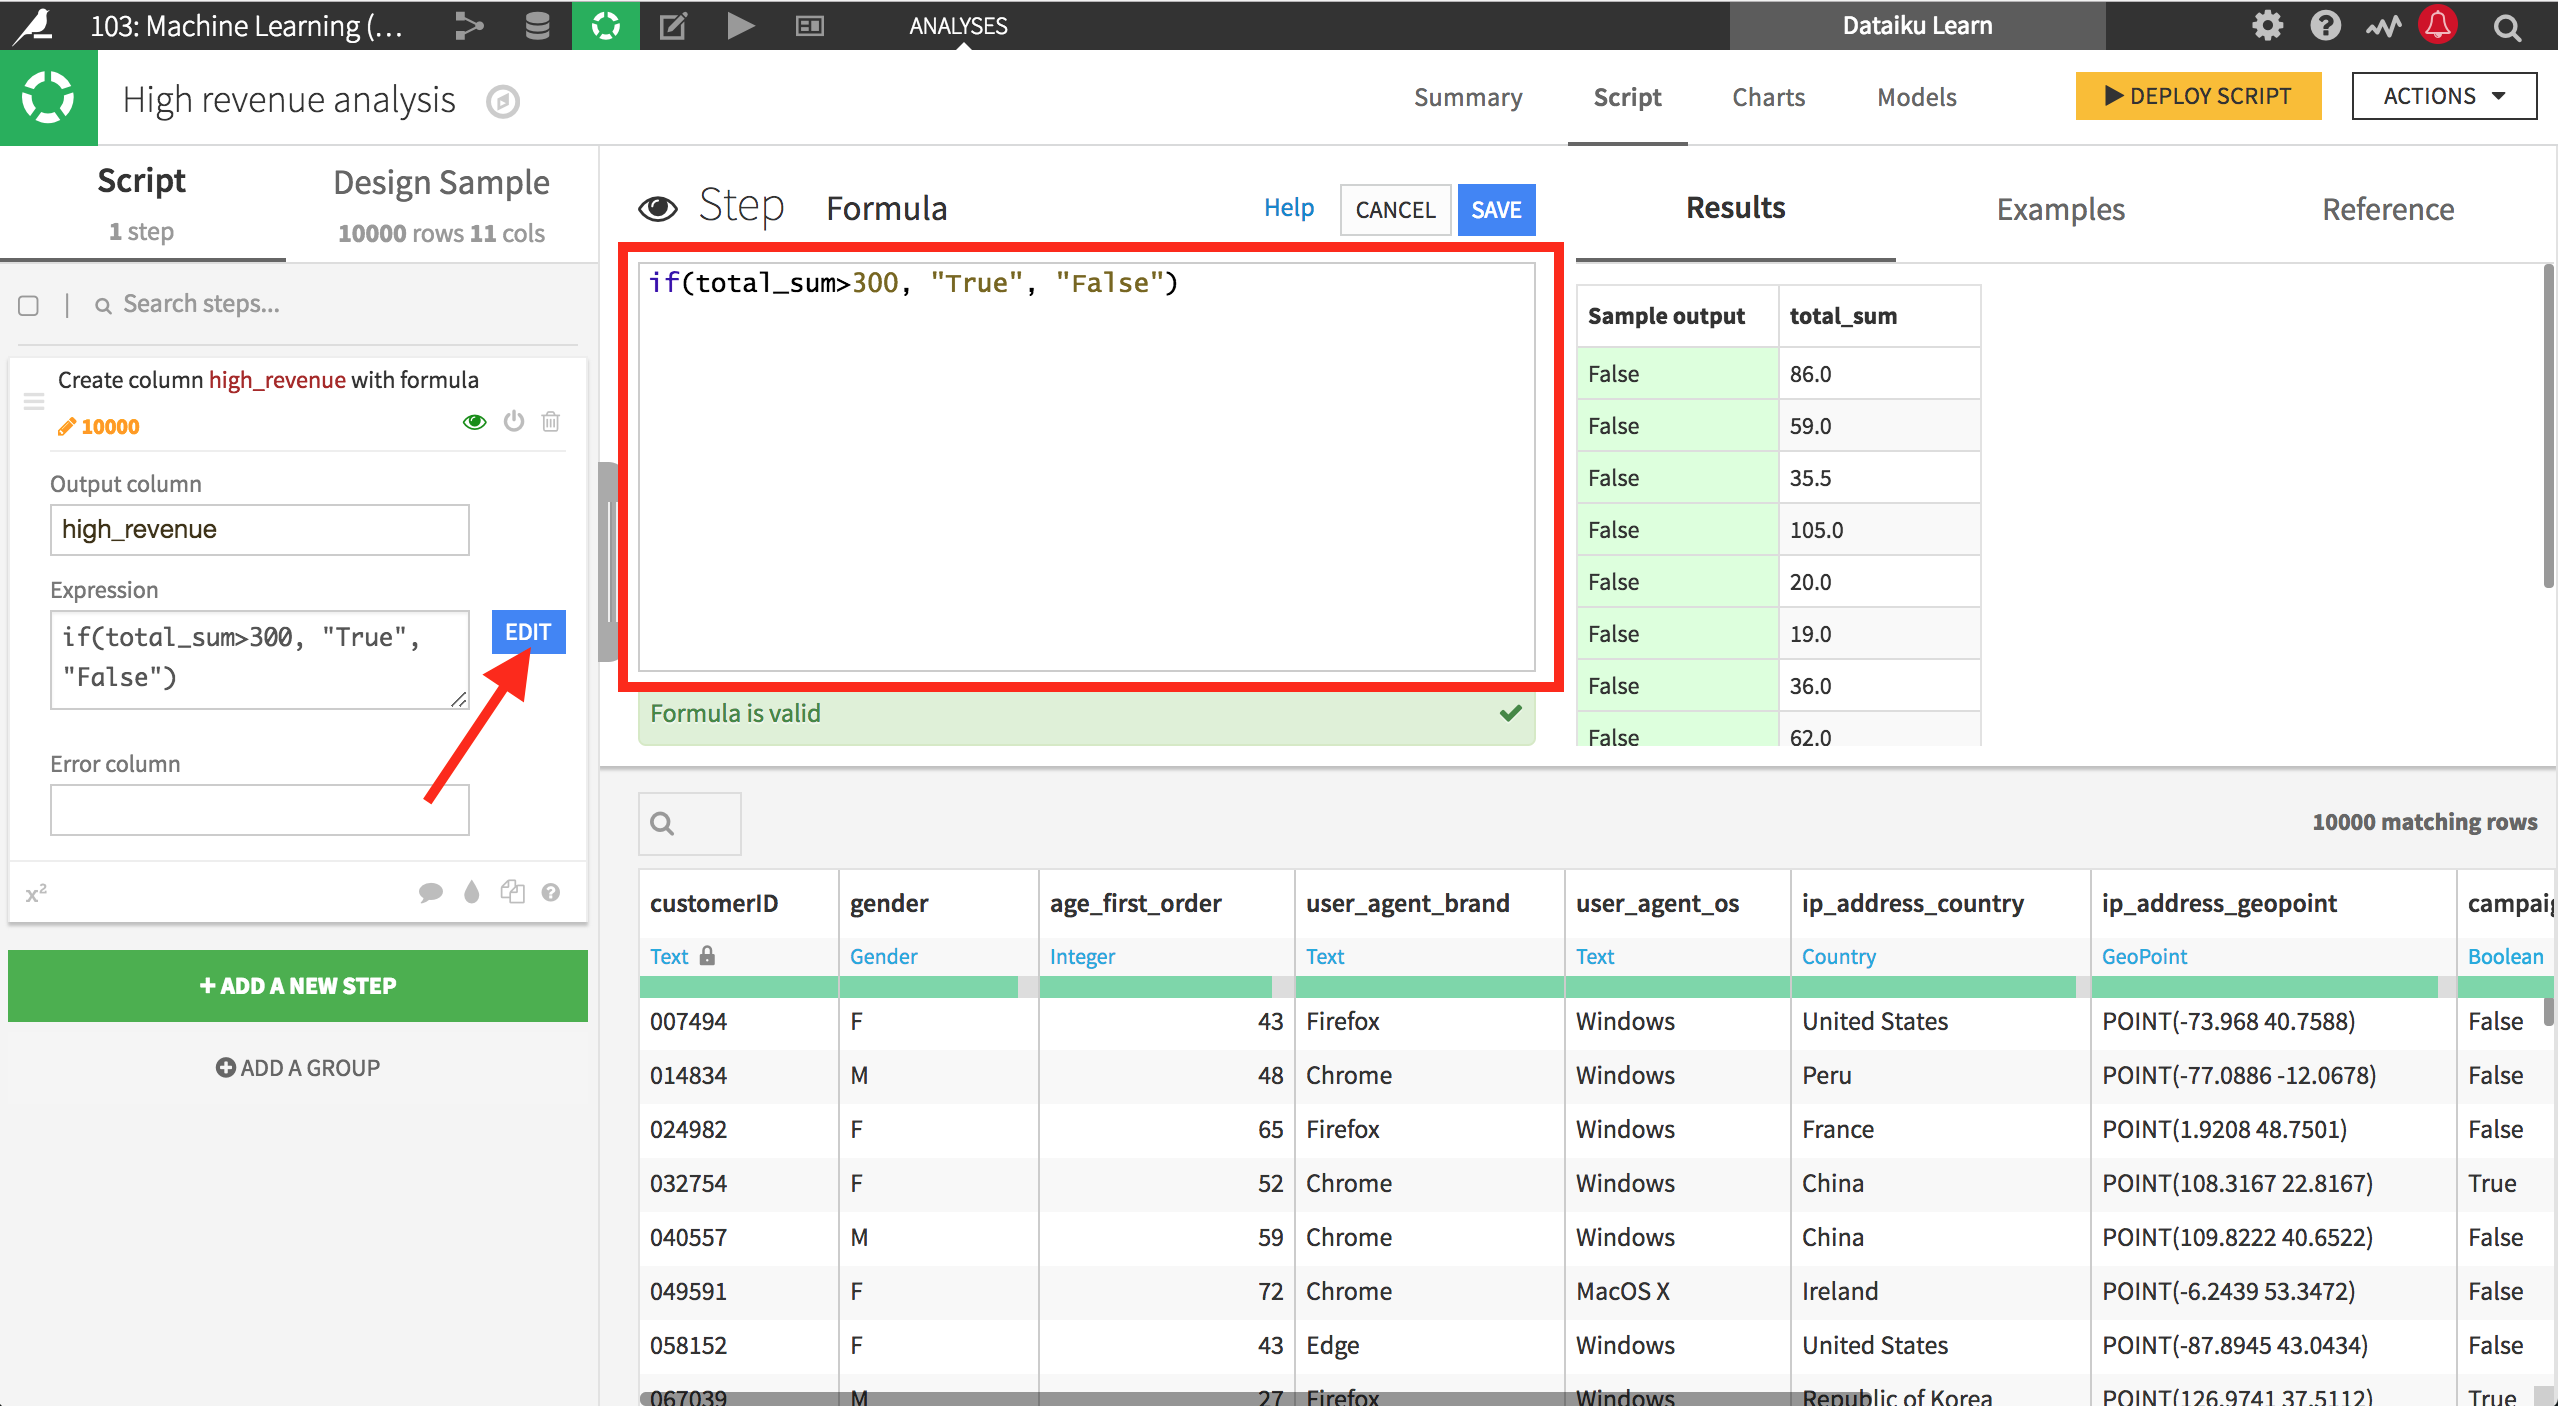 103: Machine Learning (...
ANALYSES
Dataiku Learn
High revenue analysis
Summary
Script
Charts
Models
DEPLOY SCRIPT
ACTIONS
Script
1 step
Design Sample
10000 rows 11 cols
Search steps...
Create column high_revenue with formula
10000
Output column
high_revenue
Expression
if(total_sum>300, "True",
"False")
EDIT
Error column
x²
+ ADD A NEW STEP
ADD A GROUP
Step Formula
Help
CANCEL
SAVE
if(total_sum>300, "True", "False")
Formula is valid
Results
Examples
Reference
Sample output total_sum
False 86.0
False 59.0
False 35.5
False 105.0
False 20.0
False 19.0
False 36.0
False 62.0
10000 matching rows
customerID gender age_first_order user_agent_brand user_agent_os ip_address_country ip_address_geopoint campaig
Text Gender Integer Text Text Country GeoPoint Boolean
007494 F 43 Firefox Windows United States POINT(-73.968 40.7588) False
014834 M 48 Chrome Windows Peru POINT(-77.0886 -12.0678) False
024982 F 65 Firefox Windows France POINT(1.9208 48.7501) False
032754 F 52 Chrome Windows China POINT(108.3167 22.8167) True
040557 M 59 Chrome Windows China POINT(109.8222 40.6522) False
049591 F 72 Chrome MacOS X Ireland POINT(-6.2439 53.3472) False
058152 F 43 Edge Windows United States POINT(-87.8945 43.0434) False
067039 M 27 Firefox Windows Republic of Korea POINT(126.9741 37.5112) True